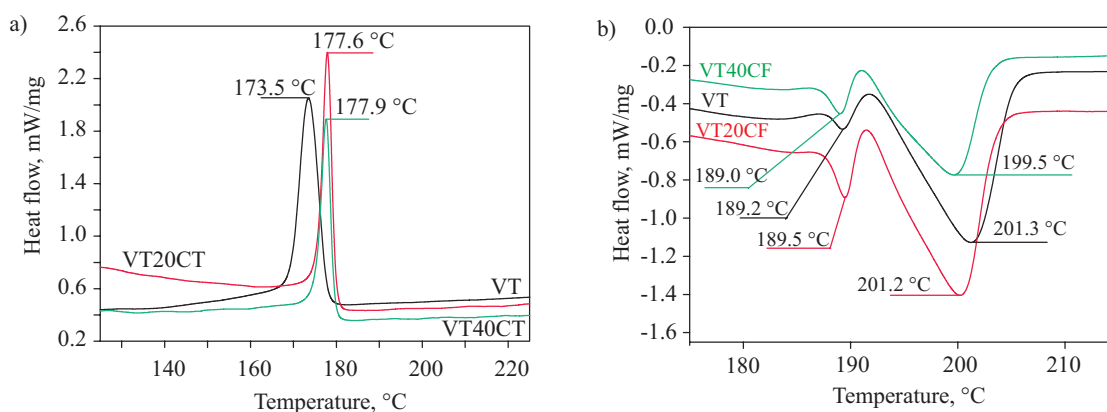 a)
Heat flow, mW/mg
2.6
2.2
1.8
1.4
1.0
0.6
0.2
177.6 °C
173.5 °C
177.9 °C
VT20CT
VT
VT40CT
140
160
180
200
220
Temperature, °C
b)
Heat flow, mW/mg
0.0
-0.2
-0.4
-0.6
-0.8
-1.0
-1.2
-1.4
-1.6
VT40CF
VT
VT20CF
189.0 °C
199.5 °C
189.2 °C
201.3 °C
189.5 °C
201.2 °C
180
190
200
210
Temperature, °C